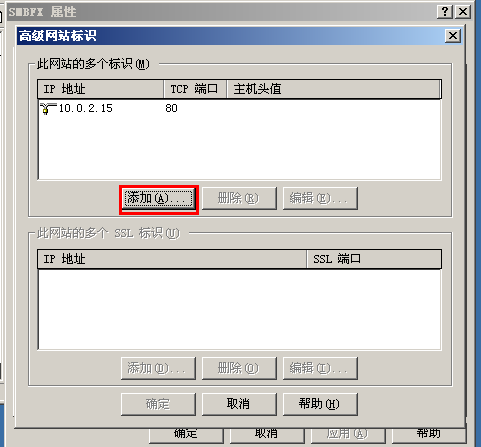 SMBFX 属性
高级网站标识
此网站的多个标识(M)
IP 地址 TCP 端口 主机头值
10.0.2.15 80
添加(A)... 删除(R) 编辑(E)...
此网站的多个 SSL 标识(U)
IP 地址 SSL 端口
添加(D)... 删除(O) 编辑(I)...
确定 取消 帮助(H)
确定 取消 应用(A) 帮助